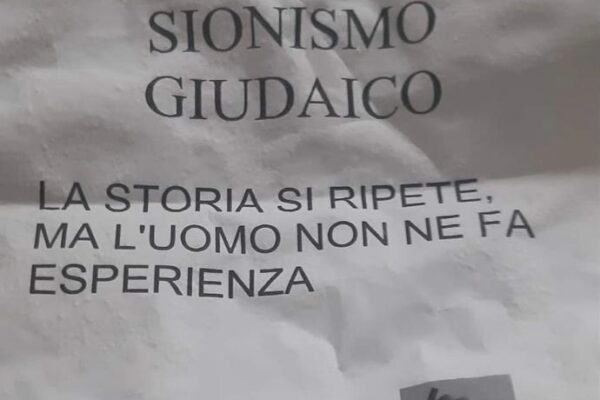 SIONISMO
GIUDAICO
LA STORIA SI RIPETE,
MA L'UOMO NON NE FA
ESPERIENZA